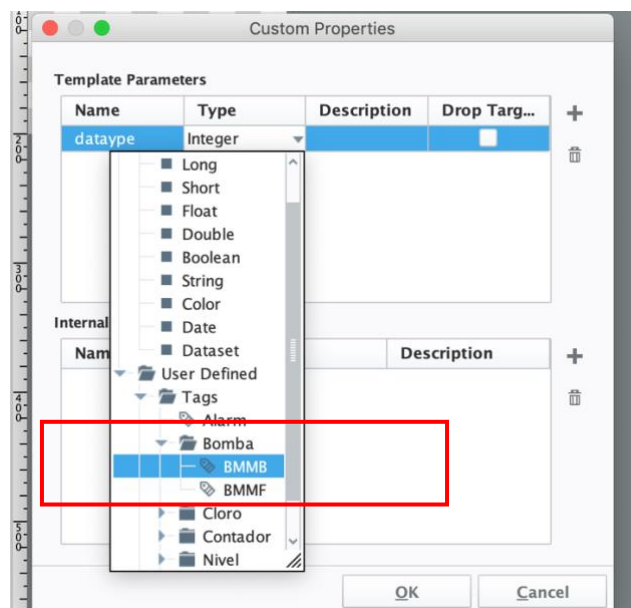 Custom Properties
Template Parameters
Name Type Description Drop Targ...
dataype Integer
Long
Short
Float
Double
Boolean
String
Color
Date
Dataset
Internal
Nam Description
User Defined
Tags
Alarm
Bomba
BMMB
BMMF
Cloro
Contador
Nivel
OK Cancel